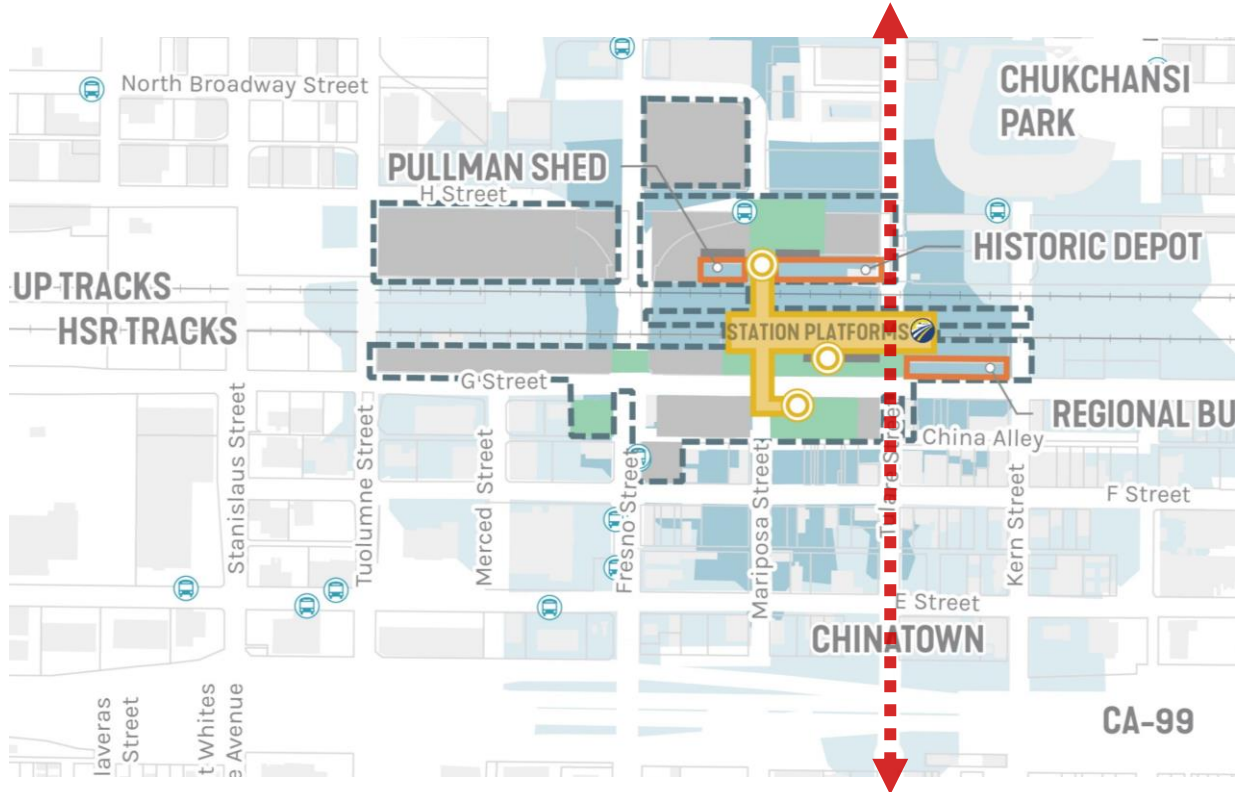 North Broadway Street
CHUKCHANSI
PARK
PULLMAN SHED
H Street
HISTORIC DEPOT
UP TRACKS
HSR TRACKS
STATION PLATFORMS
G Street
REGIONAL BU
China Alley
Stanislaus Street
Tuolumne Street
Merced Street
Fresno Street
Mariposa Street
Tulare Street
Kern Street
F Street
E Street
CHINATOWN
CA-99
laveras
Street
t Whites
e Avenue